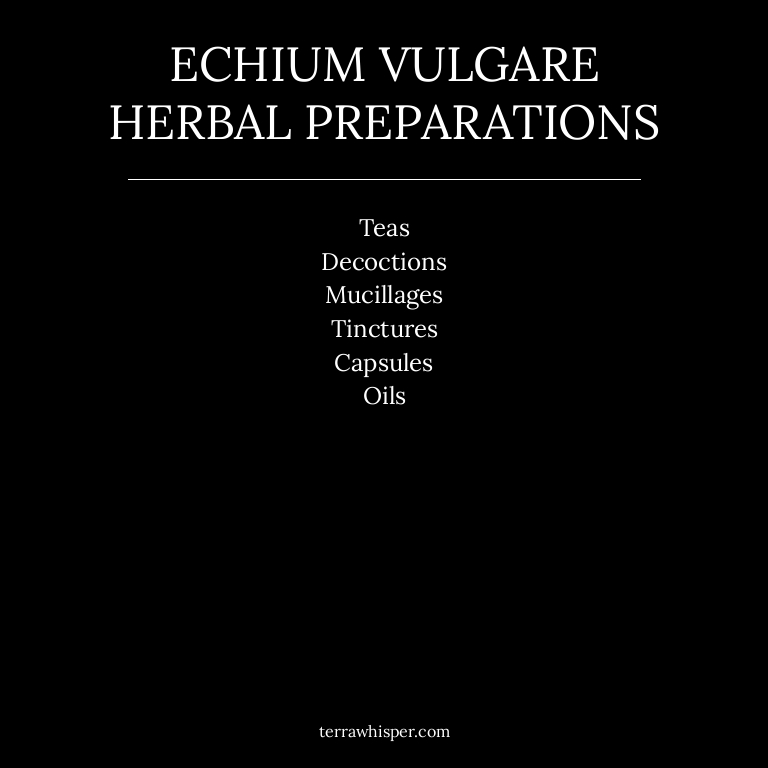 ECHIUM VULGARE
HERBAL PREPARATIONS
Teas
Decoctions
Mucillages
Tinctures
Capsules
Oils
terrawhisper.com